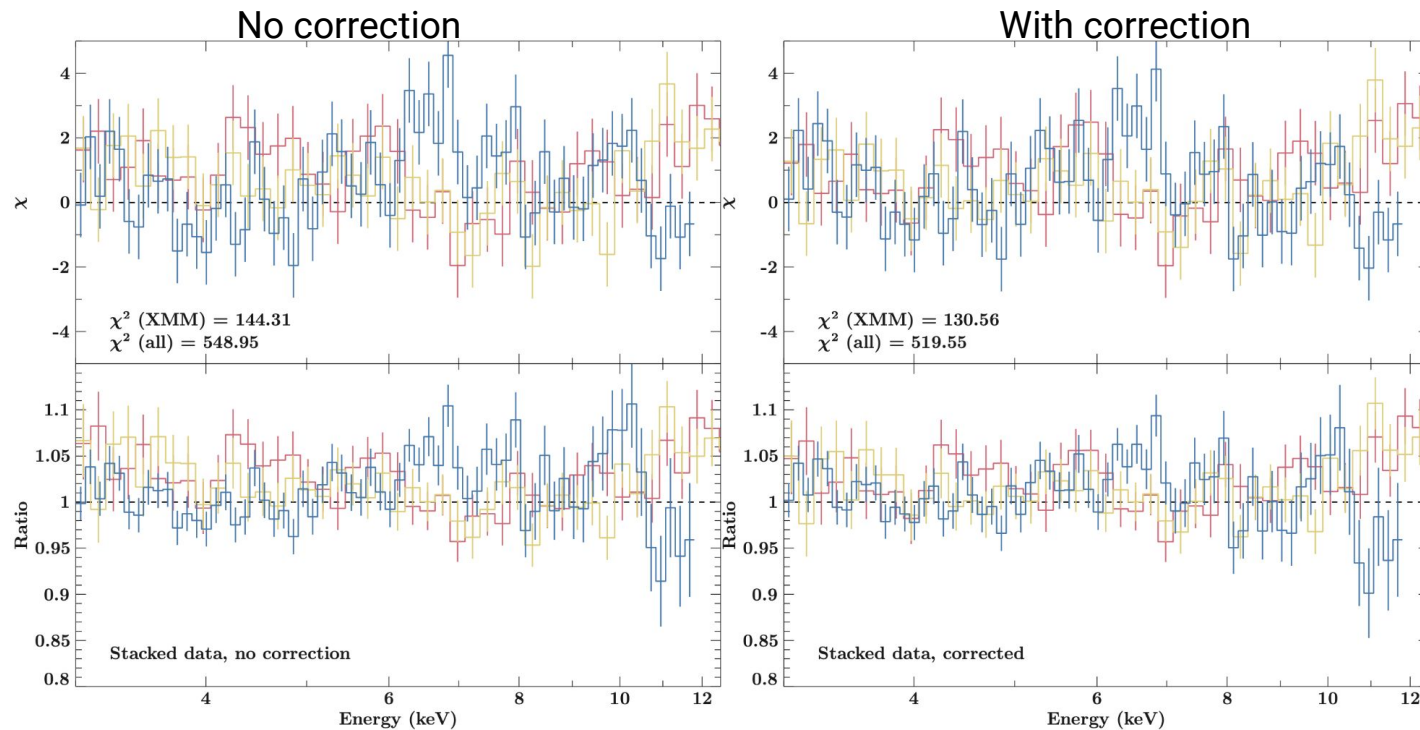 No correction
With correction
4
2
0
-2
-4
χ
χ² (XMM) = 144.31
χ² (all) = 548.95
1.1
1.05
1
0.95
0.9
0.85
0.8
Ratio
Stacked data, no correction
4
6
8
10
12
Energy (keV)
4
2
0
-2
-4
χ
χ² (XMM) = 130.56
χ² (all) = 519.55
1.1
1.05
1
0.95
0.9
0.85
0.8
Ratio
Stacked data, corrected
4
6
8
10
12
Energy (keV)